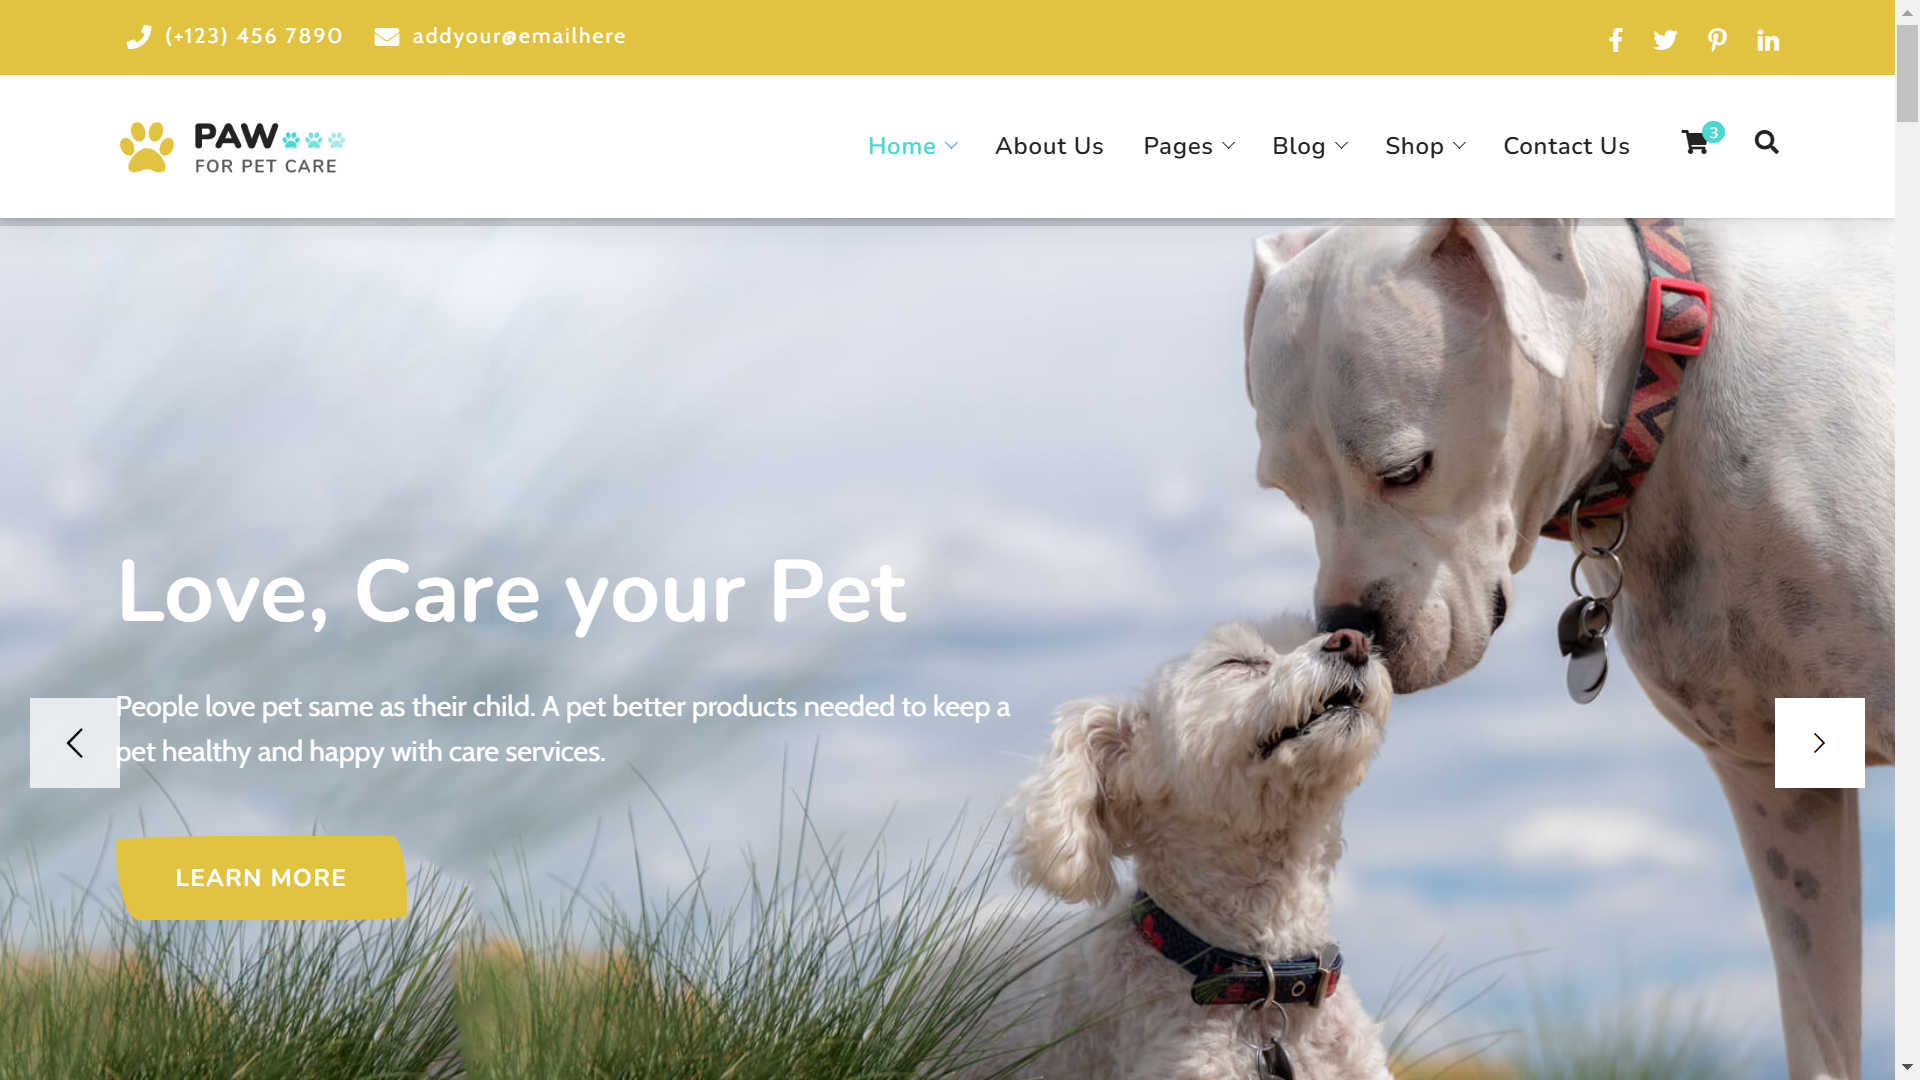 (+123) 456 7890 addyour@emailhere
PAW
FOR PET CARE
Home About Us Pages Blog Shop Contact Us 3
Love, Care your Pet
People love pet same as their child. A pet better products needed to keep a
pet healthy and happy with care services.
LEARN MORE